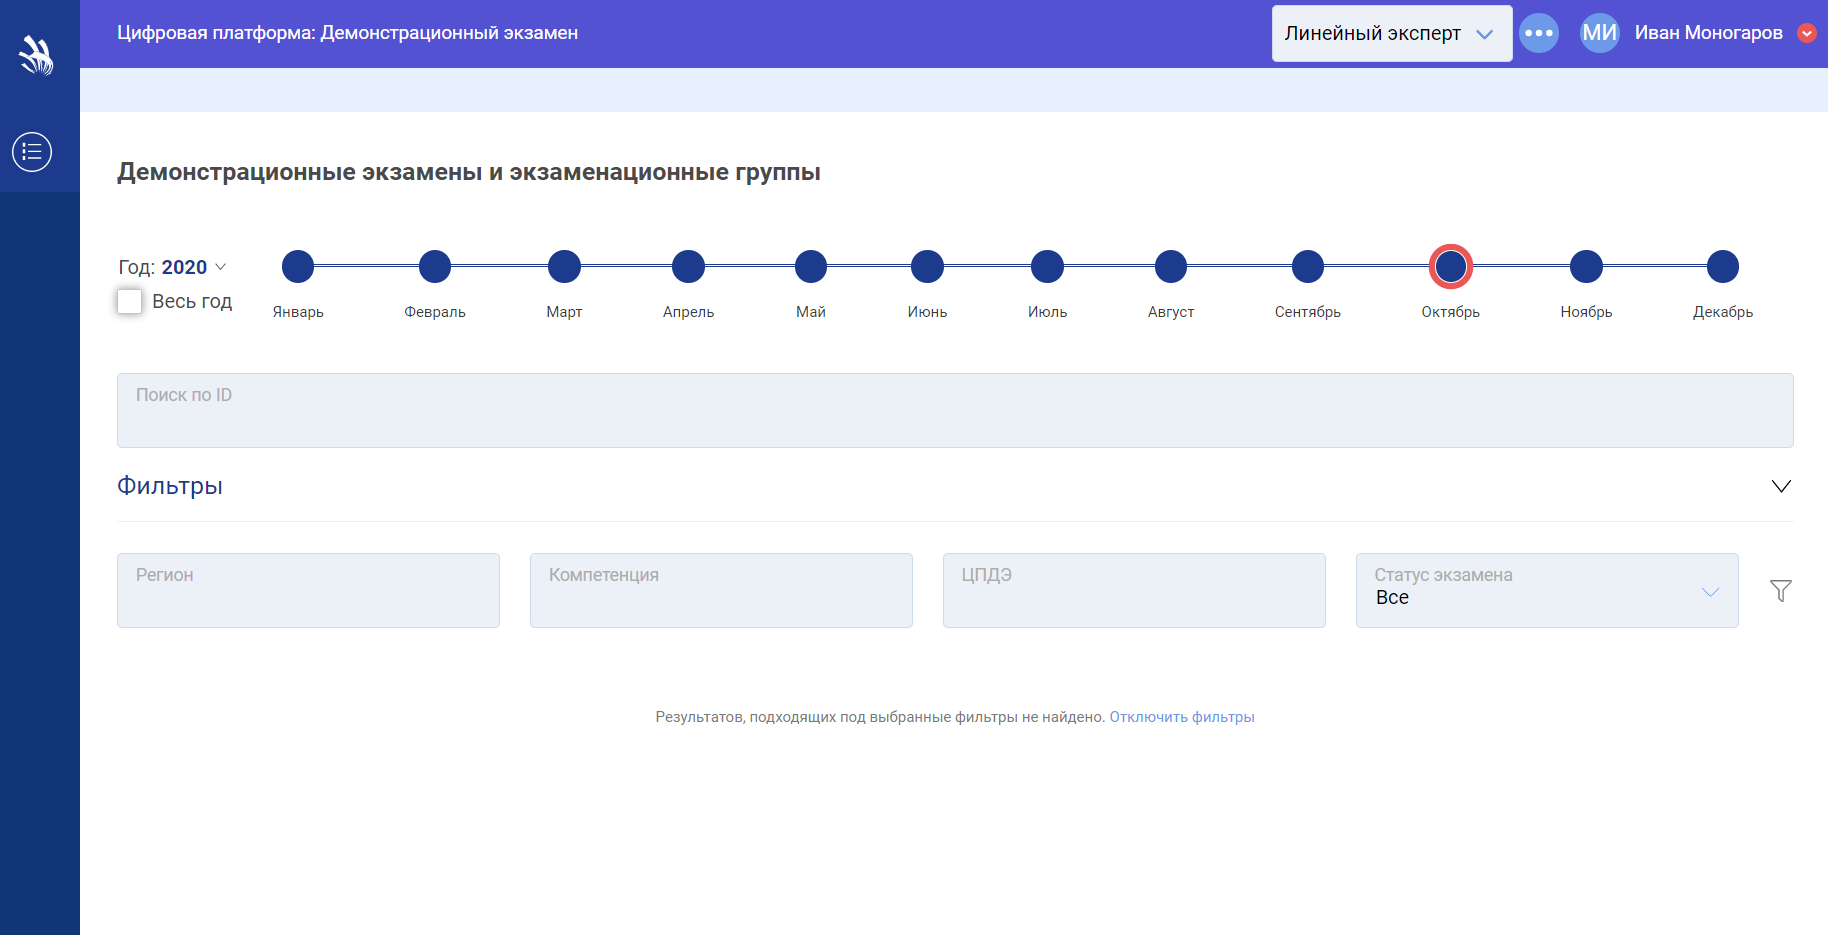 Цифровая платформа: Демонстрационный экзамен
Линейный эксперт
МИ
Иван Моногаров
Демонстрационные экзамены и экзаменационные группы
Год: 2020
Весь год
Январь
Февраль
Март
Апрель
Май
Июнь
Июль
Август
Сентябрь
Октябрь
Ноябрь
Декабрь
Поиск по ID
Фильтры
Регион
Компетенция
ЦПДЭ
Статус экзамена
Все
Результатов, подходящих под выбранные фильтры не найдено. Отключить фильтры